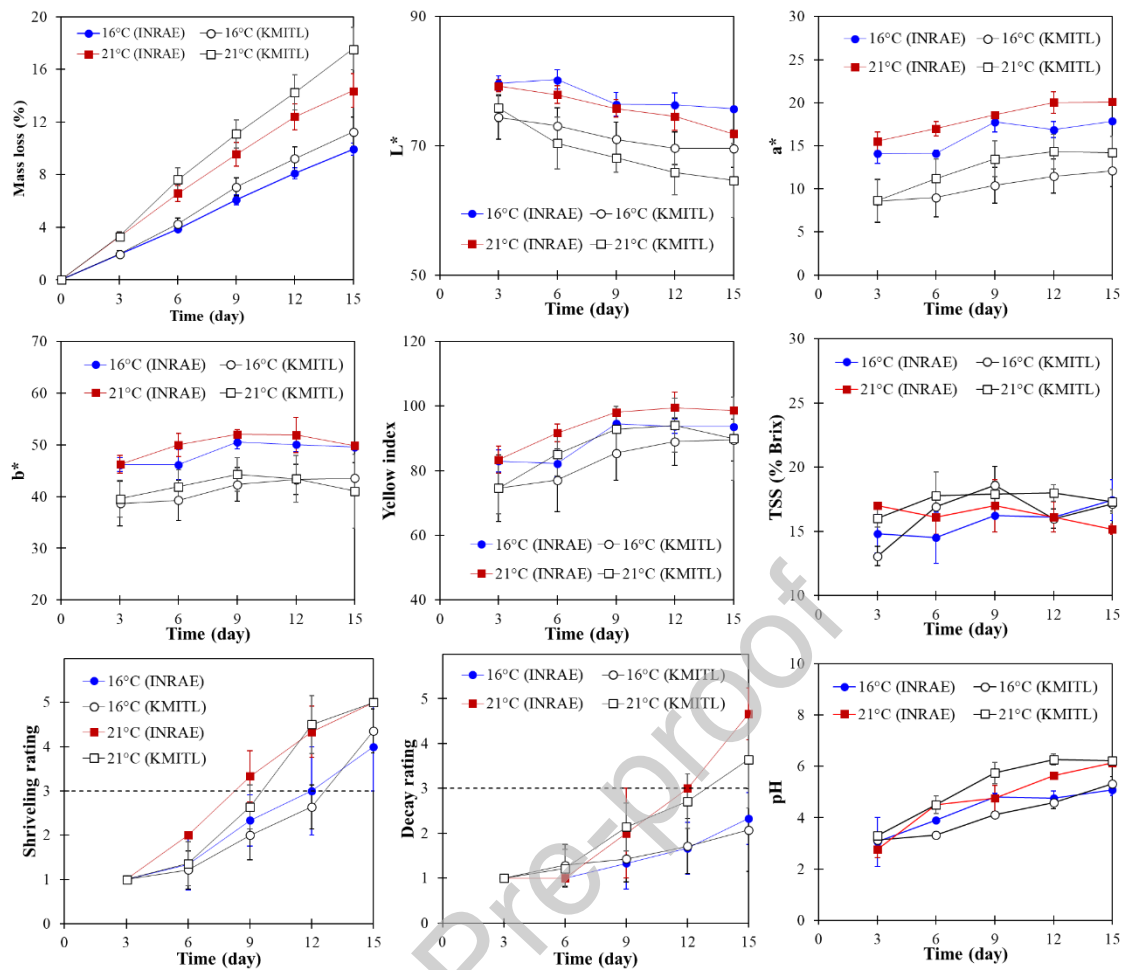 20
16
12
8
4
0
Mass loss (%)
16°C (INRAE) 16°C (KMITL)
21°C (INRAE) 21°C (KMITL)
0 3 6 9 12 15
Time (day)
90
70
50
L*
16°C (INRAE) 16°C (KMITL)
21°C (INRAE) 21°C (KMITL)
0 3 6 9 12 15
Time (day)
30
25
20
15
10
5
0
a*
16°C (INRAE) 16°C (KMITL)
21°C (INRAE) 21°C (KMITL)
0 3 6 9 12 15
Time (day)
70
60
50
40
30
20
b*
16°C (INRAE) 16°C (KMITL)
21°C (INRAE) 21°C (KMITL)
0 3 6 9 12 15
Time (day)
120
100
80
60
40
Yellow index
16°C (INRAE) 16°C (KMITL)
21°C (INRAE) 21°C (KMITL)
0 3 6 9 12 15
Time (day)
30
25
20
15
10
TSS (% Brix)
16°C (INRAE) 16°C (KMITL)
21°C (INRAE) 21°C (KMITL)
0 3 6 9 12 15
Time (day)
5
4
3
2
1
0
Shriveling rating
16°C (INRAE)
16°C (KMITL)
21°C (INRAE)
21°C (KMITL)
0 3 6 9 12 15
Time (day)
5
4
3
2
1
0
Decay rating
16°C (INRAE) 16°C (KMITL)
21°C (INRAE) 21°C (KMITL)
0 3 6 9 12 15
Time (day)
10
8
6
4
2
0
pH
16°C (INRAE) 16°C (KMITL)
21°C (INRAE) 21°C (KMITL)
0 3 6 9 12 15
Time (day)
Pre-proof